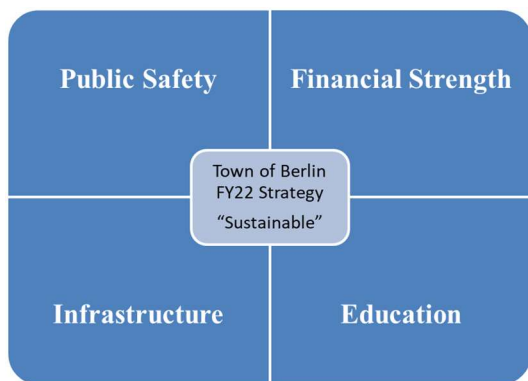 Public Safety
Financial Strength
Town of Berlin
FY22 Strategy
“Sustainable”
Infrastructure
Education